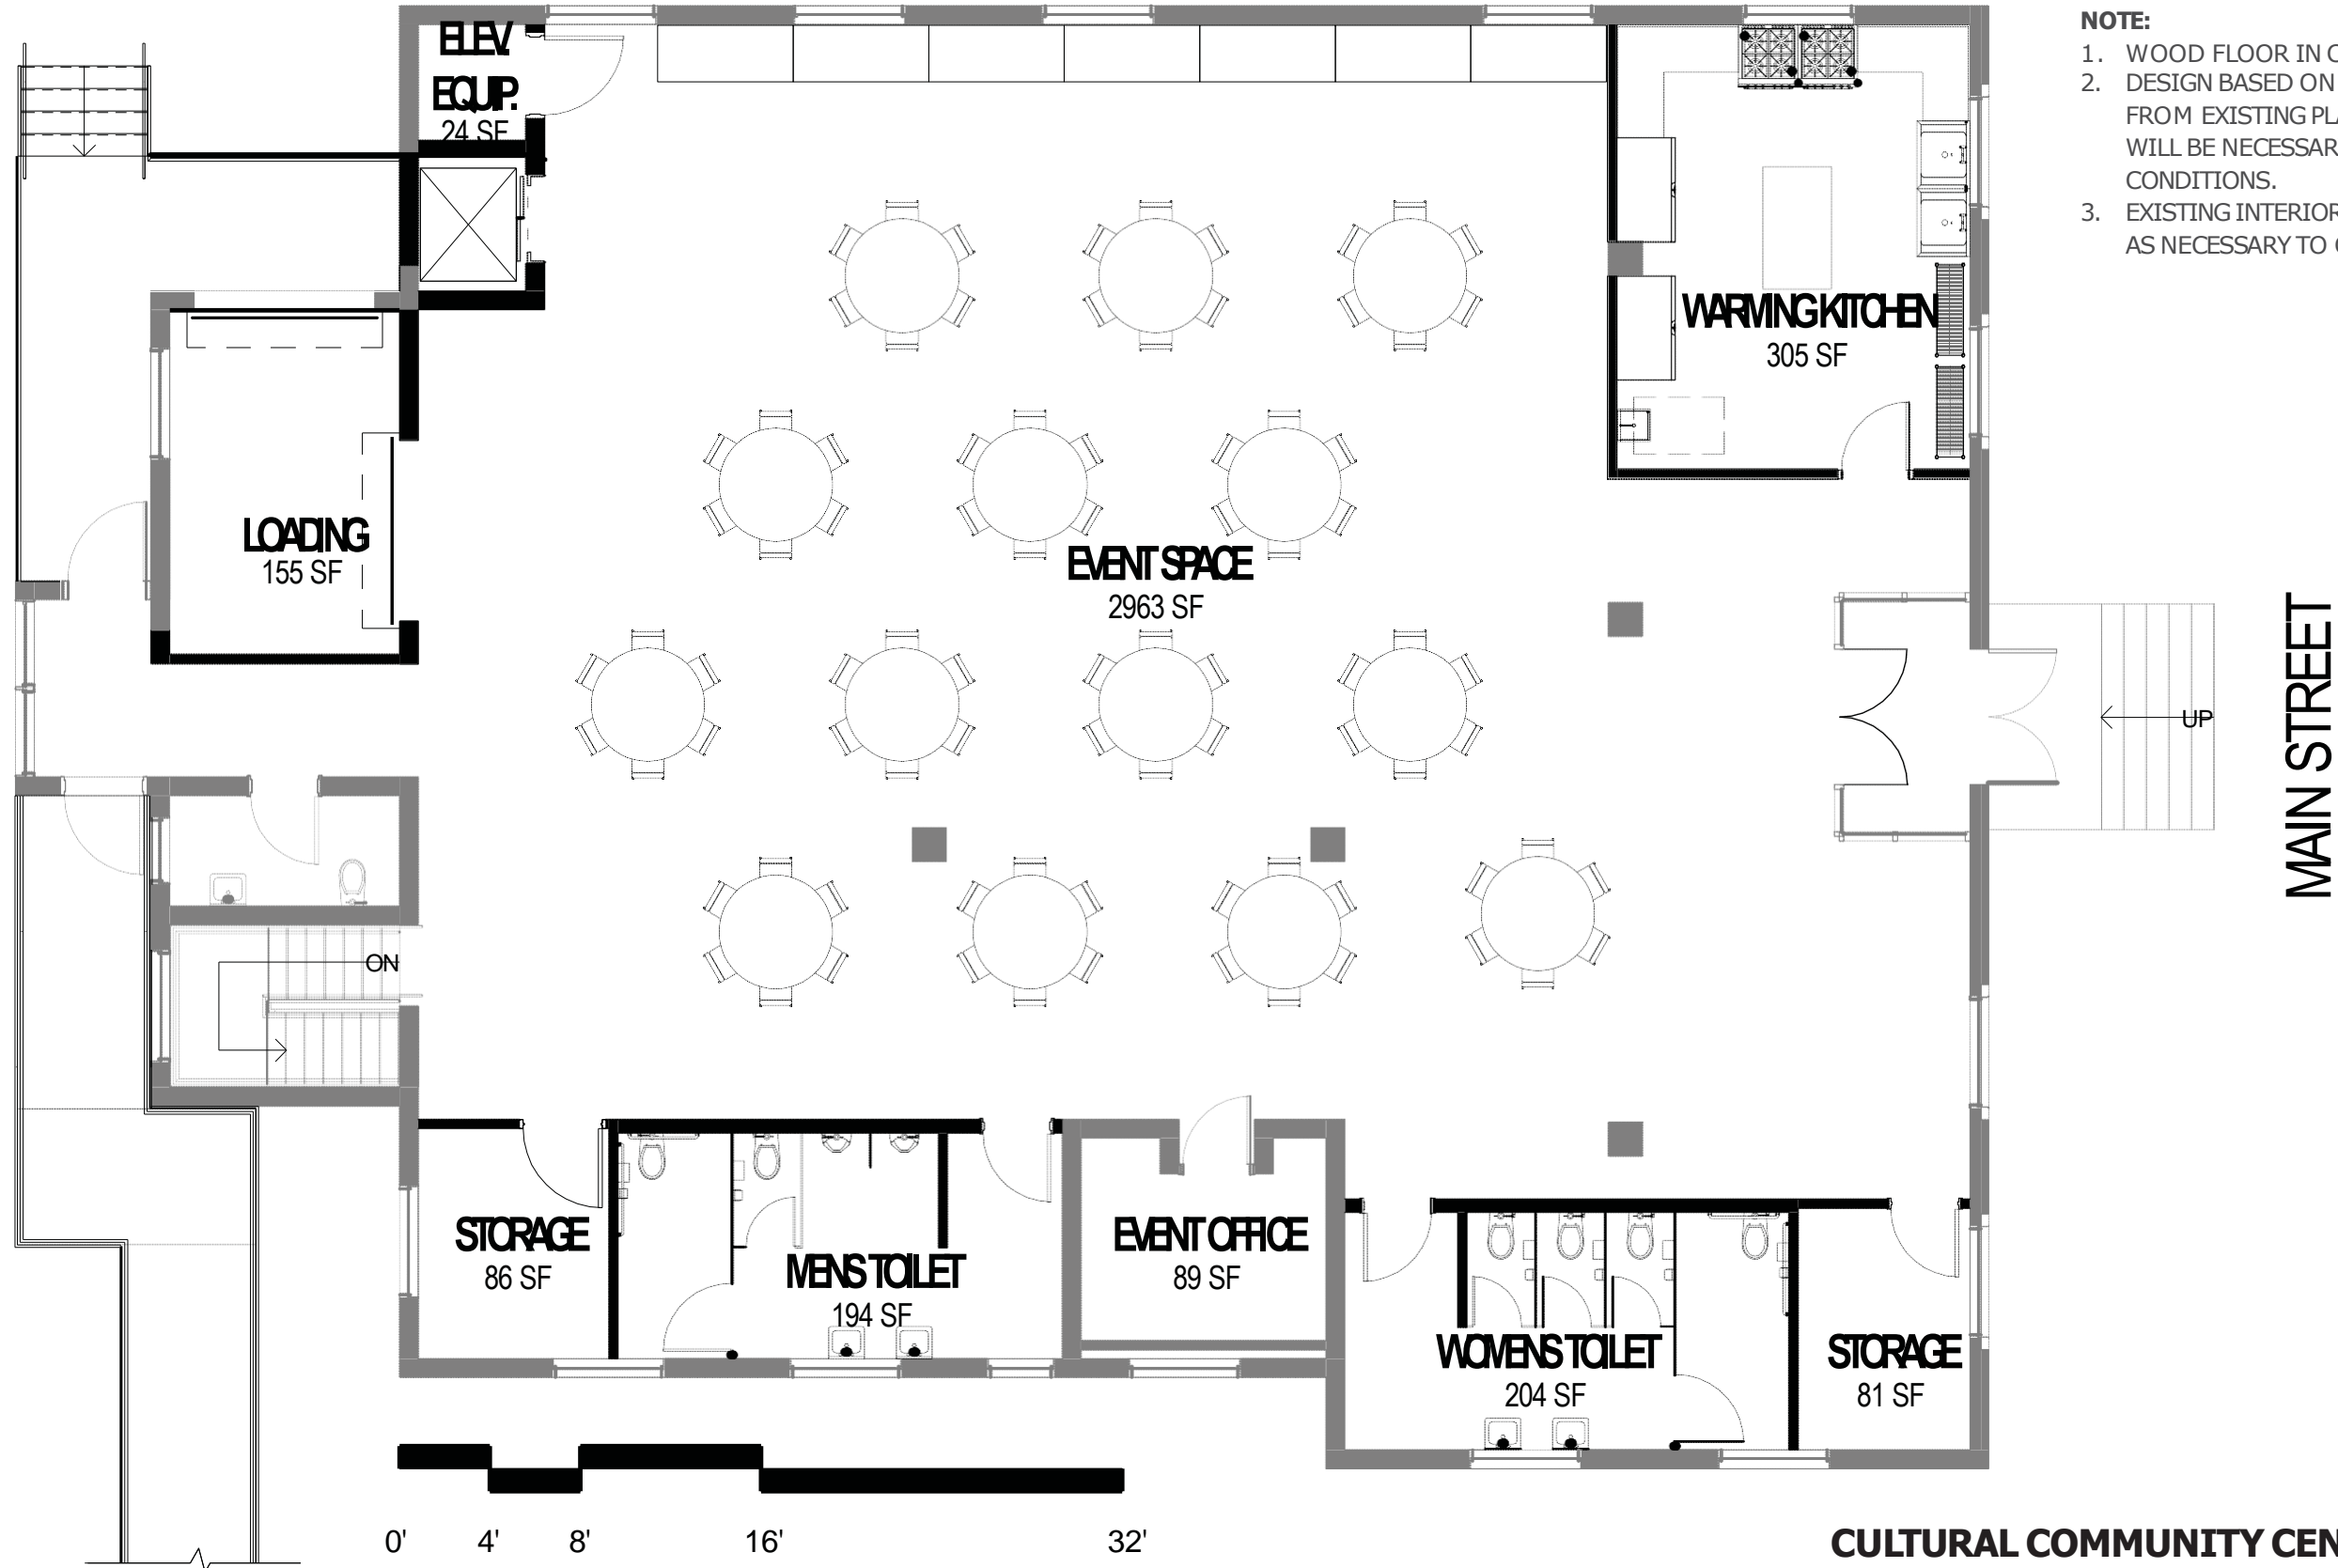 NOTE:
1. WOOD FLOOR IN
2. DESIGN BASED ON
FROM EXISTING
WILL BE
CONDITIONS.
3. EXISTING INTERIOR
AS NECESSARY TO
ELEV.
EQUIP.
24 SF
WARMING KITCHEN
305 SF
LOADING
155 SF
EVENT SPACE
2963 SF
MAIN STREET
UP
ON
STORAGE
86 SF
MENS TOILET
194 SF
EVENT OFFICE
89 SF
WOMENS TOILET
204 SF
STORAGE
81 SF
0' 4' 8' 16' 32'
CULTURAL COMMUNITY CEN